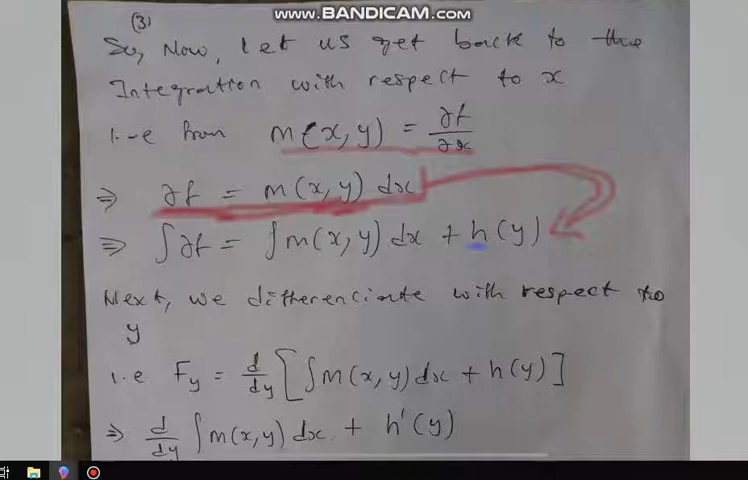 www.BANDICAM.com
(3)
So, Now, Let us get back to the
Integration with respect to x
i.e from m(x, y) = ∂f/∂x
⇒ ∂f = m(x, y) dx
⇒ ∫∂f = ∫m(x, y) dx + h(y)
Next, we differenciate with respect to
y
i.e Fy = d/dy [∫m(x, y) dx + h(y)]
⇒ d/dy ∫m(x, y) dx + h'(y)